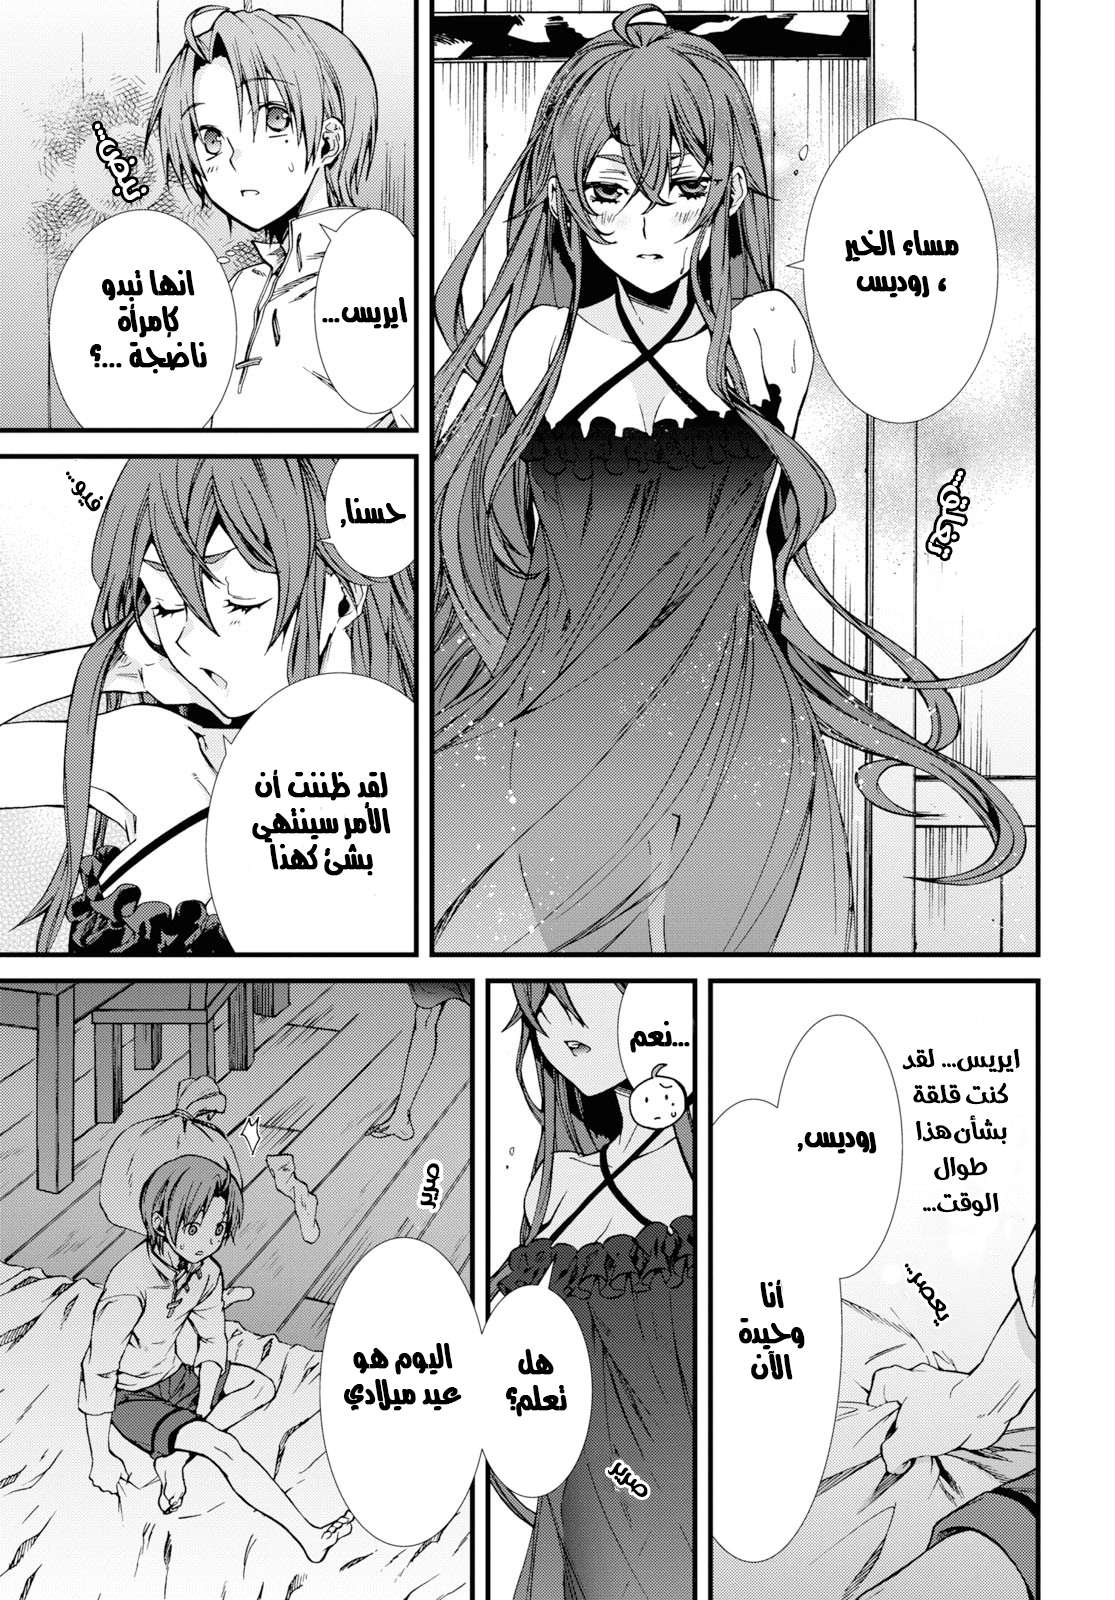 مساء الخير
، روديس
تخلف...
ايريس...
انها تبدو
كإمرأة
ناضجة ...؟
نبض...
حسنا,
فيو...
لقد ظننت أن
الأمر سينتهي
بشئ كهذا
ايريس... لقد
كنت قلقة
بشأن هذا
طوال
الوقت...
روديس,
يعصر...
أنا
وحيدة
الآن
...نعم
هل
تعلم؟
صرير
اليوم هو
عيد ميلادي
صرير